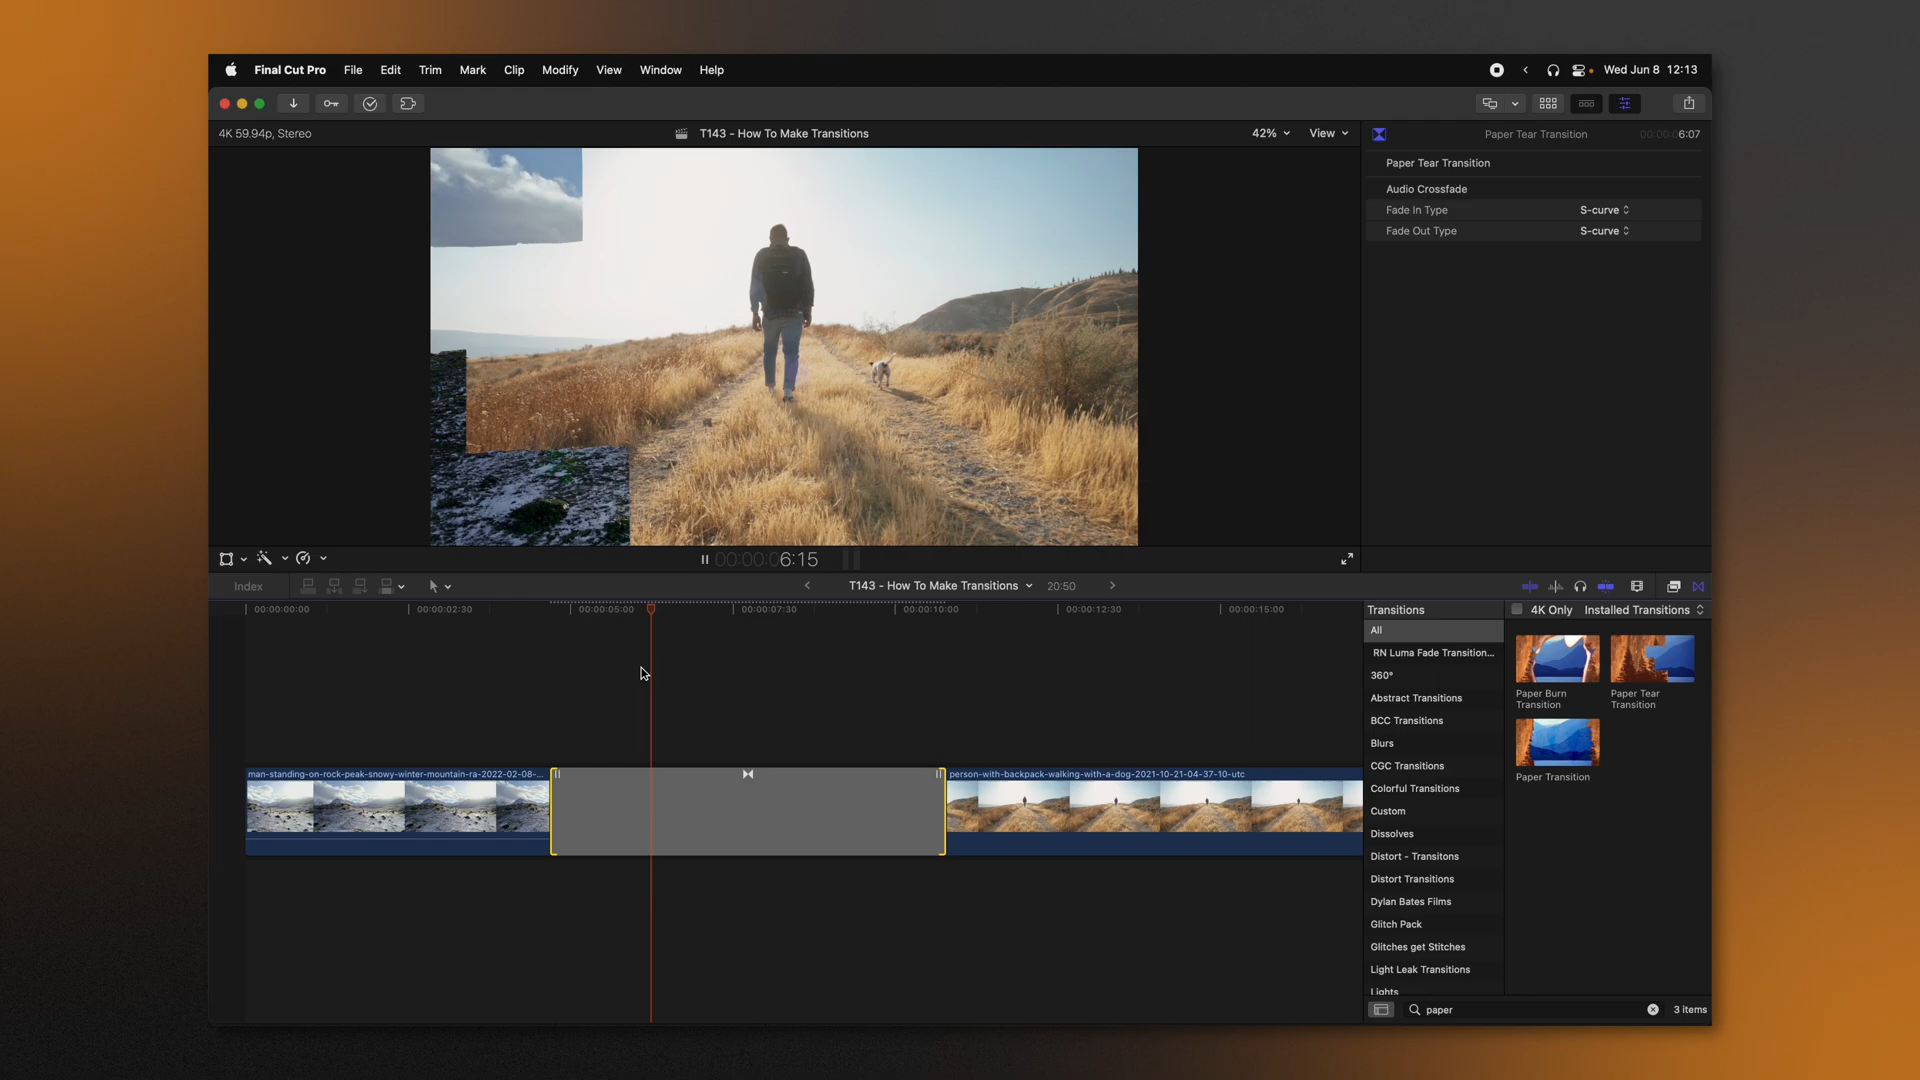 Final Cut Pro File Edit Trim Mark Clip Modify View Window Help Wed Jun 8 12:13
4K 59.94p, Stereo T143 - How To Make Transitions 42% View Paper Tear Transition 00:00:06:07
Paper Tear Transition
Audio Crossfade
Fade In Type S-curve
Fade Out Type S-curve
00:00:06:15
Index T143 - How To Make Transitions 20:50
00:00:00:00 00:00:02:30 00:00:05:00 00:00:07:30 00:00:10:00 00:00:12:30 00:00:15:00
man-standing-on-rock-peak-snowy-winter-mountain-ra-2022-02-08-...
person-with-backpack-walking-with-a-dog-2021-10-21-04-37-10-utc
Transitions 4K Only Installed Transitions
All
RN Luma Fade Transition...
360°
Abstract Transitions
BCC Transitions
Blurs
CGC Transitions
Colorful Transitions
Custom
Dissolves
Distort - Transitons
Distort Transitions
Dylan Bates Films
Glitch Pack
Glitches get Stitches
Light Leak Transitions
Lights
Paper Burn
Transition
Paper Tear
Transition
Paper Transition
paper 3 items